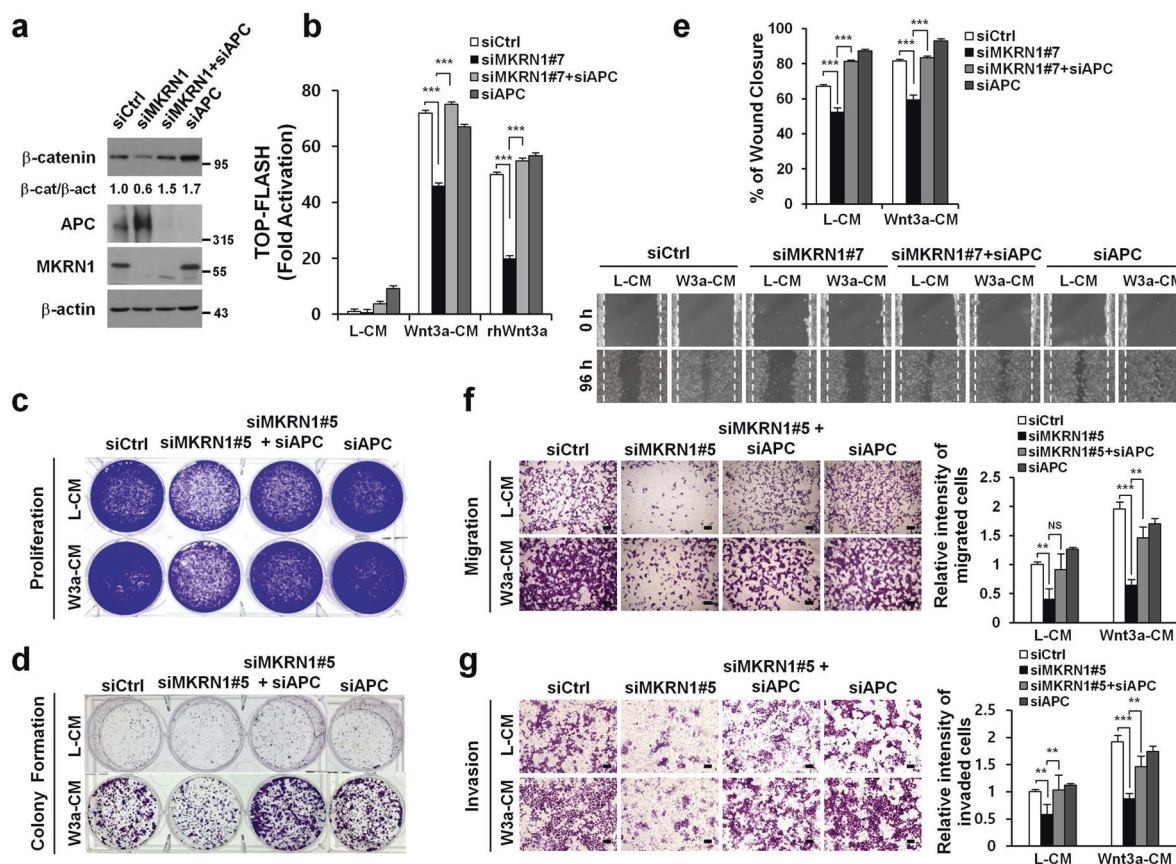 a
siCtrl
siMKRN1
siMKRN1+siAPC
siAPC
β-catenin
95
β-cat/β-act 1.0 0.6 1.5 1.7
APC
315
MKRN1
55
β-actin
43
b
siCtrl
siMKRN1#7
siMKRN1#7+siAPC
siAPC
TOP-FLASH
(Fold Activation)
80
60
40
20
0
***
***
***
***
L-CM Wnt3a-CM rhWnt3a
e
siCtrl
siMKRN1#7
siMKRN1#7+siAPC
siAPC
% of Wound Closure
100
80
60
40
20
0
***
***
***
***
L-CM Wnt3a-CM
siCtrl siMKRN1#7 siMKRN1#7+siAPC siAPC
L-CM W3a-CM L-CM W3a-CM L-CM W3a-CM L-CM W3a-CM
0 h
96 h
c
siCtrl siMKRN1#5 siMKRN1#5 + siAPC siAPC
Proliferation
L-CM
W3a-CM
d
siCtrl siMKRN1#5 siMKRN1#5 + siAPC siAPC
Colony Formation
L-CM
W3a-CM
f
siMKRN1#5 +
siCtrl siMKRN1#5 siAPC siAPC
Migration
L-CM
W3a-CM
siCtrl
siMKRN1#5
siMKRN1#5+siAPC
siAPC
Relative intensity of
migrated cells
2.5
2
1.5
1
0.5
0
**
NS
***
**
L-CM Wnt3a-CM
g
siMKRN1#5 +
siCtrl siMKRN1#5 siAPC siAPC
Invasion
L-CM
W3a-CM
siCtrl
siMKRN1#5
siMKRN1#5+siAPC
siAPC
Relative intensity of
invaded cells
2.5
2
1.5
1
0.5
0
**
**
***
**
L-CM Wnt3a-CM